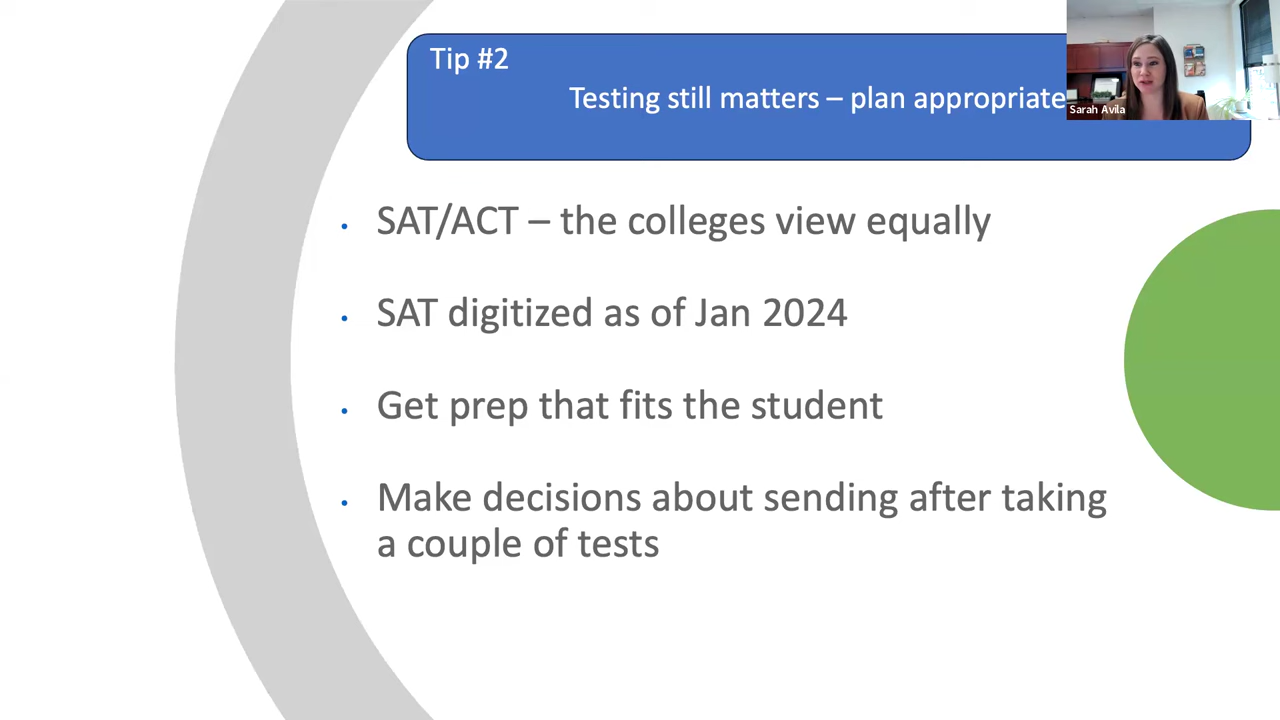 Tip #2
Testing still matters – plan appropriate
Sarah Avila
SAT/ACT – the colleges view equally
SAT digitized as of Jan 2024
Get prep that fits the student
Make decisions about sending after taking
a couple of tests